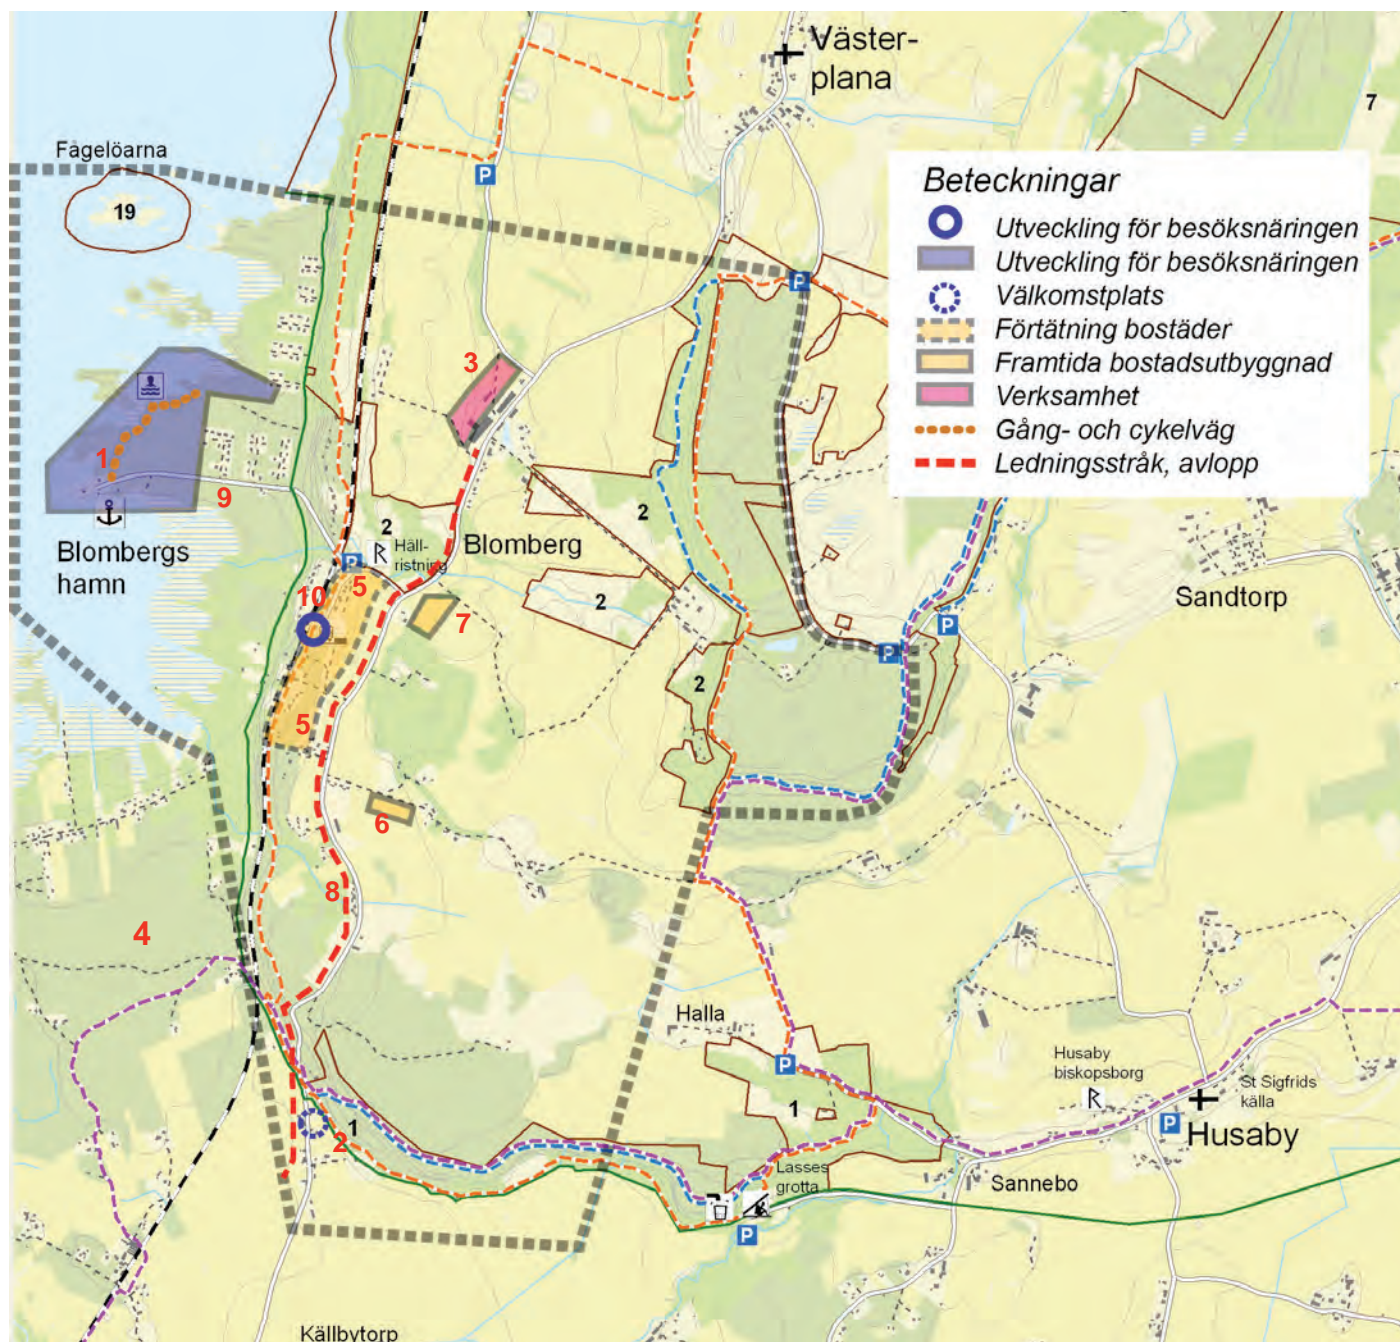 Väster-
plana
7
Fågelöarna
19
Beteckningar
Utveckling för besöksnäringen
Utveckling för besöksnäringen
Välkomstplats
Förtätning bostäder
Framtida bostadsutbyggnad
Verksamhet
Gång- och cykelväg
Ledningsstråk, avlopp
P
P
3
1
9
2
Häll-
ristning
R
Blomberg
2
Blombergs
hamn
P
5
10
7
2
Sandtorp
P
P
5
2
6
8
4
Halla
P
Husaby
biskopsborg
R
St Sigfrids
källa
1
P
Husaby
2
1
Lasses
grotta
Sannebo
P
Källbytorp